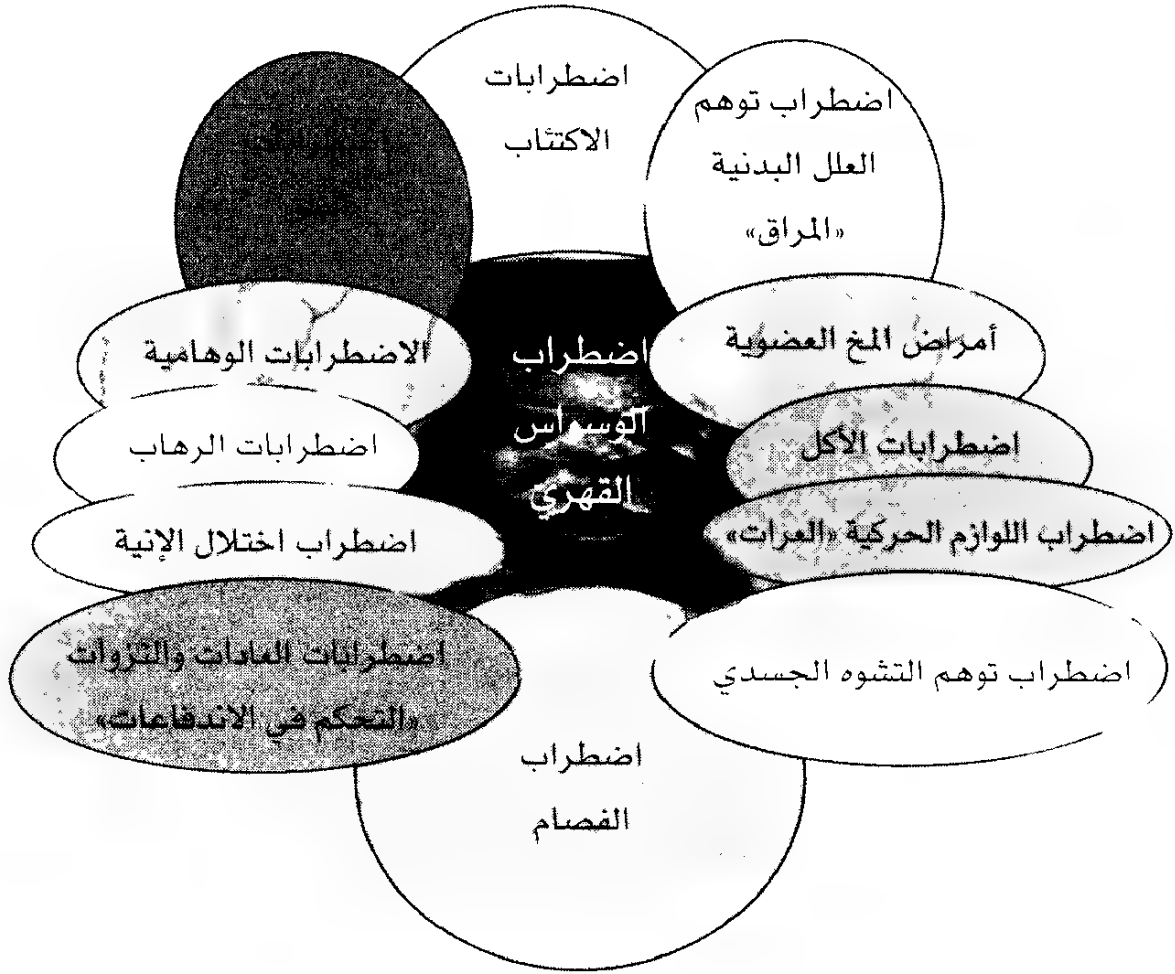 اضطرابات
الاكتئاب
اضطراب توهم
العلل البدنية
«المراق»
أمراض المخ العضوية
الاضطرابات الوهامية
اضطراب
الوسواس
القهري
اضطرابات الأكل
اضطرابات الرهاب
اضطراب اللوازم الحركية «العرات»
اضطراب اختلال الإنية
اضطراب توهم التشوه الجسدي
اضطرابات العادات والنزوات
«التحكم في الاندفاعات»
اضطراب
الفصام